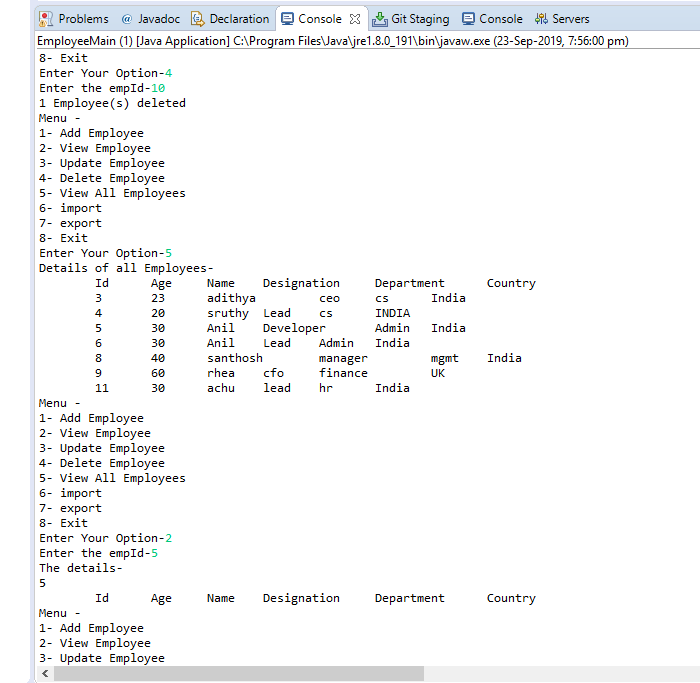 Problems @ Javadoc Declaration Console Git Staging Console Servers
EmployeeMain (1) [Java Application] C:\Program Files\Java\jre1.8.0_191\bin\javaw.exe (23-Sep-2019, 7:56:00 pm)
8- Exit
Enter Your Option-4
Enter the empId-10
1 Employee(s) deleted
Menu -
1- Add Employee
2- View Employee
3- Update Employee
4- Delete Employee
5- View All Employees
6- import
7- export
8- Exit
Enter Your Option-5
Details of all Employees-
Id Age Name Designation Department Country
3 23 adithya ceo cs India
4 20 sruthy Lead cs INDIA
5 30 Anil Developer Admin India
6 30 Anil Lead Admin India
8 40 santhosh manager mgmt India
9 60 rhea cfo finance UK
11 30 achu lead hr India
Menu -
1- Add Employee
2- View Employee
3- Update Employee
4- Delete Employee
5- View All Employees
6- import
7- export
8- Exit
Enter Your Option-2
Enter the empId-5
The details-
5
Id Age Name Designation Department Country
Menu -
1- Add Employee
2- View Employee
3- Update Employee